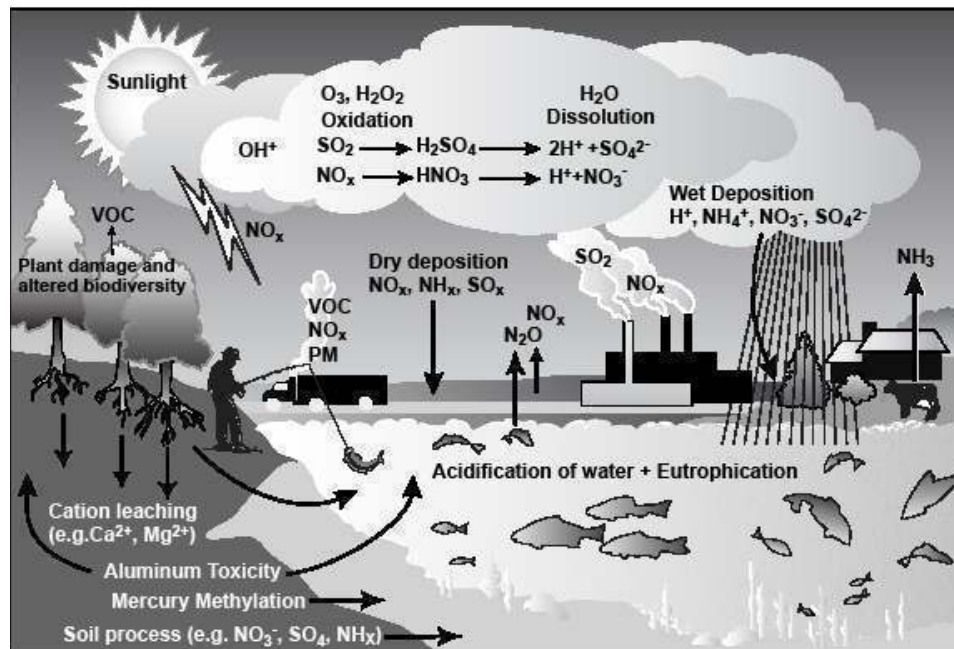 Sunlight
O₃, H₂O₂
Oxidation
H₂O
Dissolution
OH⁺
SO₂ → H₂SO₄ → 2H⁺ +SO₄²⁻
NOₓ → HNO₃ → H⁺+NO₃⁻
Wet Deposition
H⁺, NH₄⁺, NO₃⁻, SO₄²⁻
VOC
NOₓ
Plant damage and
altered biodiversity
Dry deposition
NOₓ, NHₓ, SOₓ
SO₂
NOₓ
NH₃
VOC
NOₓ
PM
NOₓ
N₂O
Acidification of water + Eutrophication
Cation leaching
(e.g.Ca²⁺, Mg²⁺)
Aluminum Toxicity
Mercury Methylation
Soil process (e.g. NO₃⁻, SO₄, NHₓ)